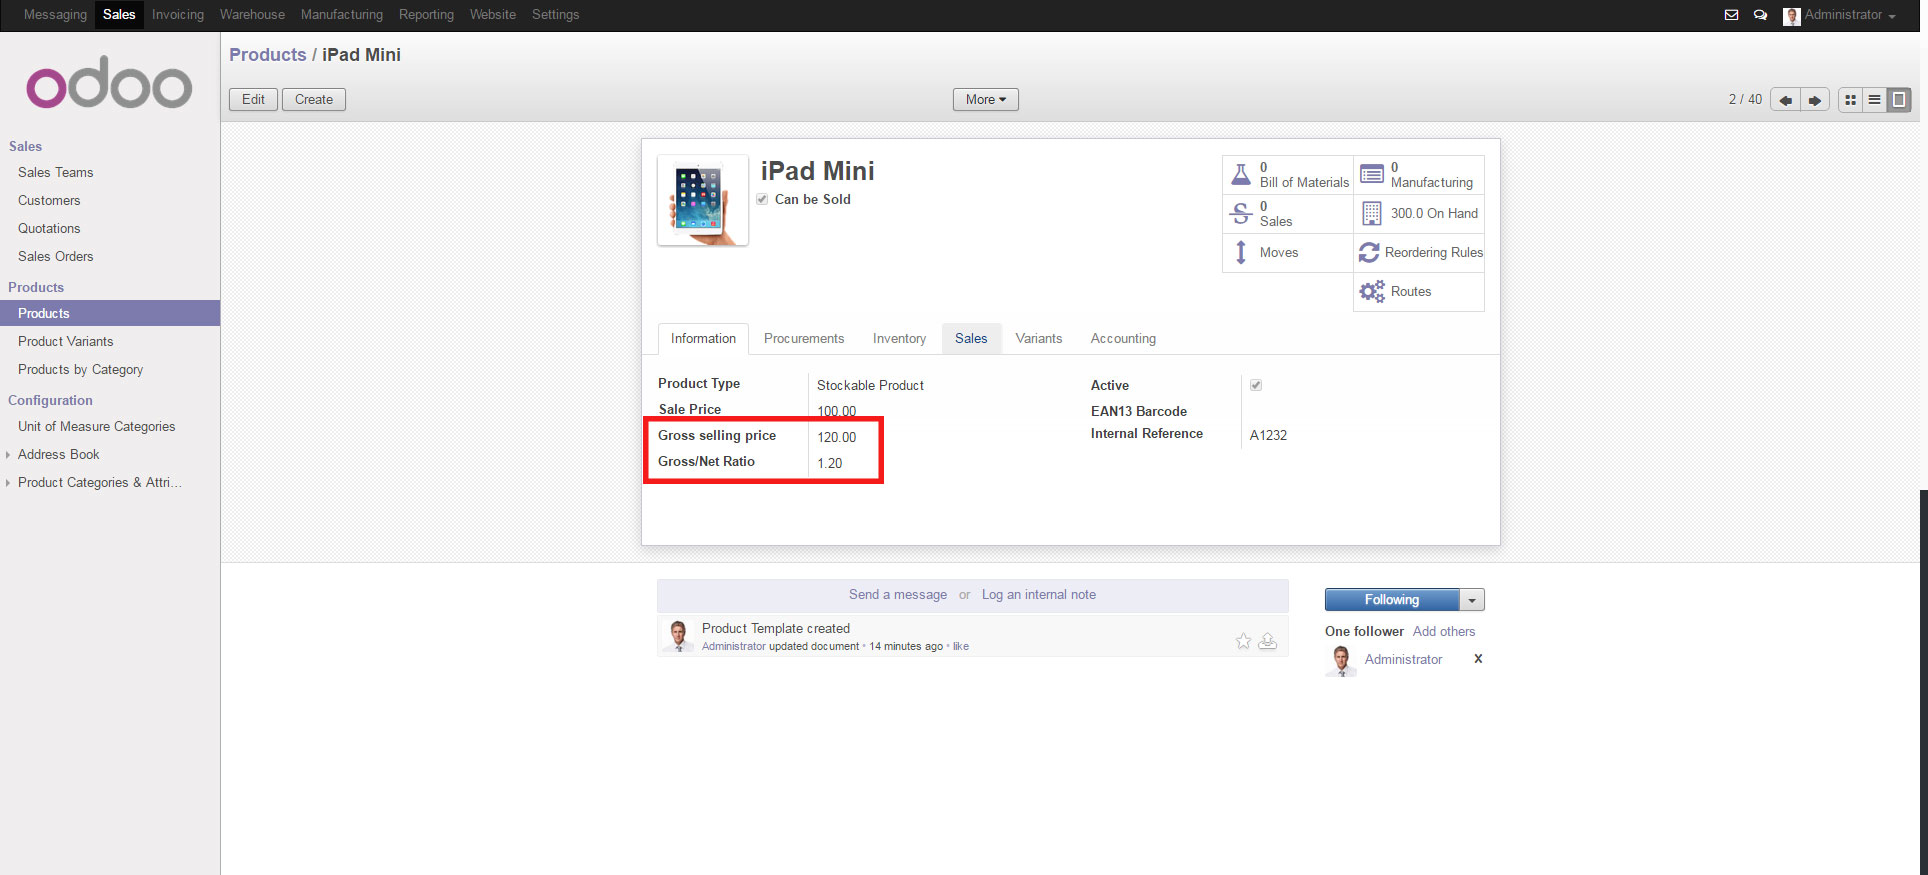 Messaging Sales Invoicing Warehouse Manufacturing Reporting Website Settings Administrator
odoo
Products / iPad Mini
Edit Create More 2 / 40
Sales
Sales Teams
Customers
Quotations
Sales Orders
Products
Products
Product Variants
Products by Category
Configuration
Unit of Measure Categories
Address Book
Product Categories & Attri...
iPad Mini
Can be Sold
0
Bill of Materials
0
Manufacturing
0
Sales
300.0 On Hand
Moves
Reordering Rules
Routes
Information Procurements Inventory Sales Variants Accounting
Product Type Stockable Product
Sale Price 100.00
Gross selling price 120.00
Gross/Net Ratio 1.20
Active
EAN13 Barcode
Internal Reference A1232
Send a message or Log an internal note
Product Template created
Administrator updated document • 14 minutes ago • like
Following
One follower Add others
Administrator X